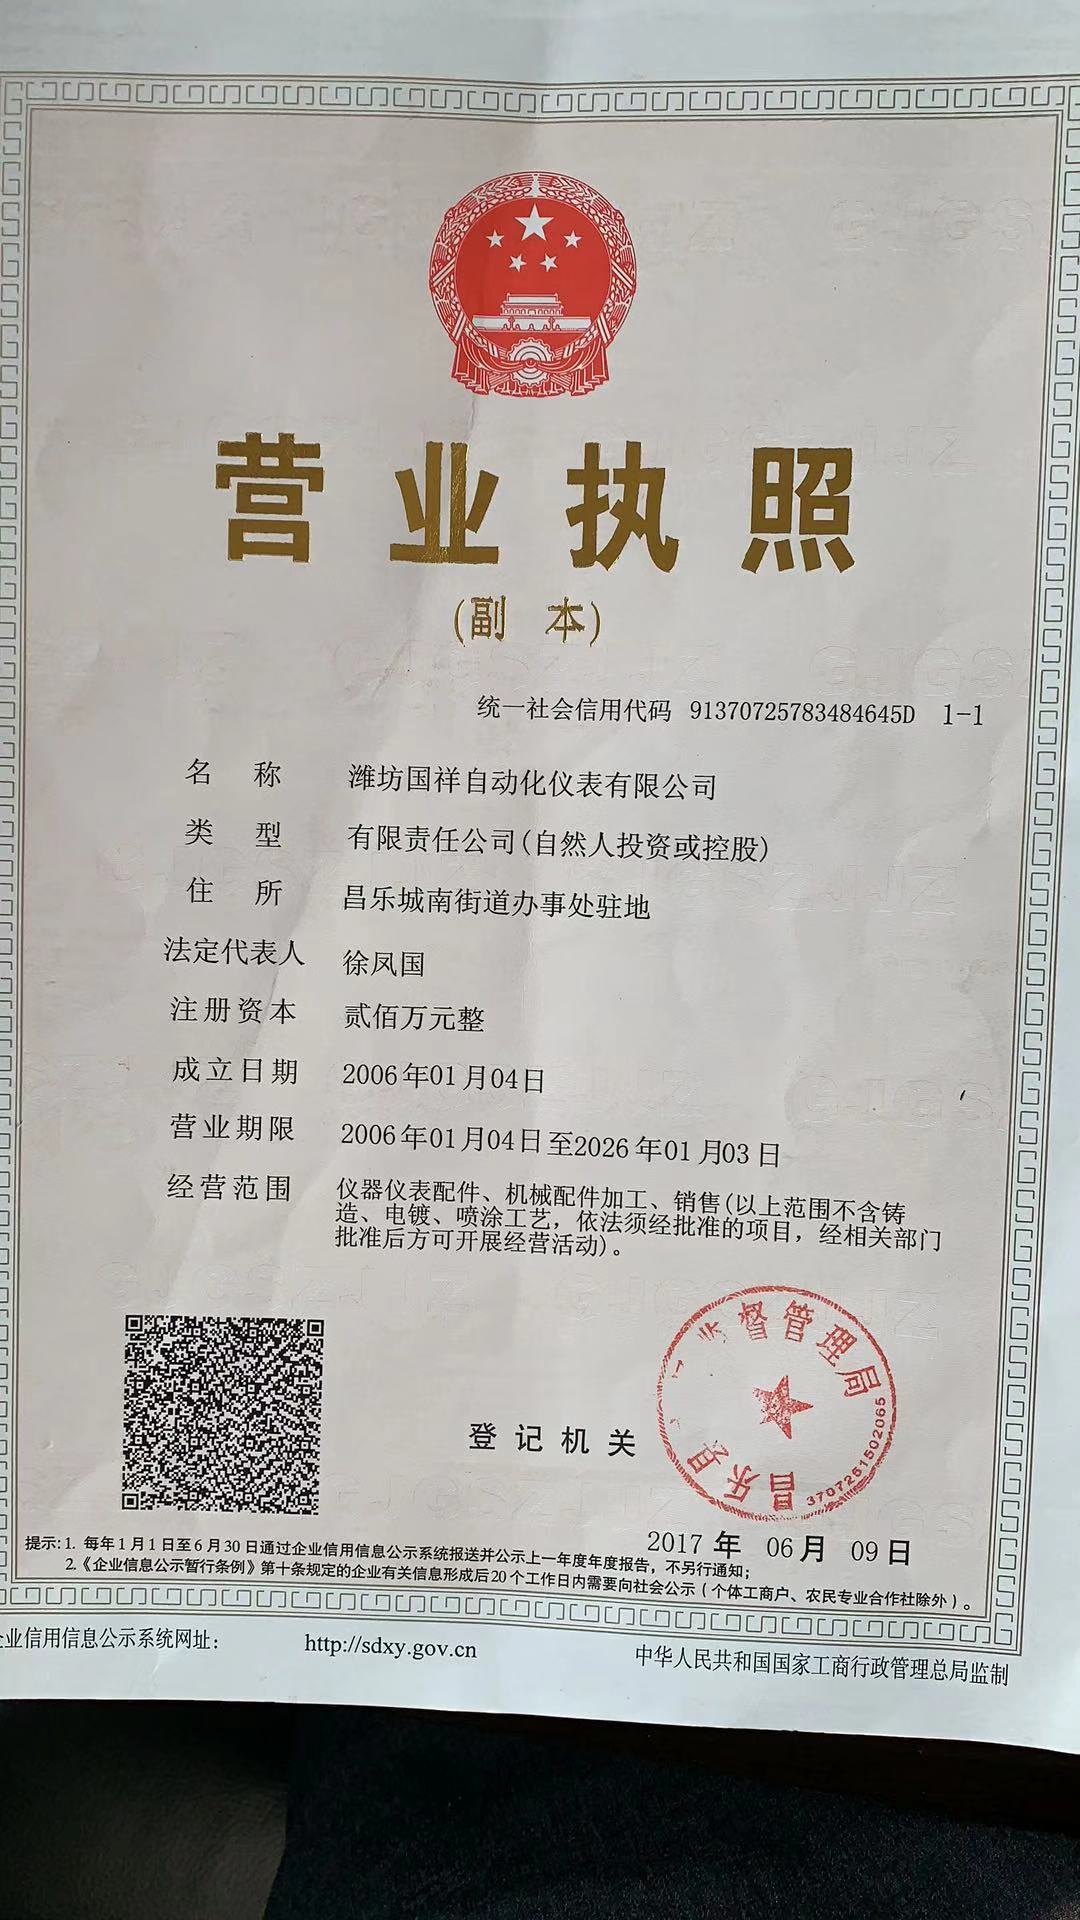 营业执照
(副 本)
统一社会信用代码 91370725783484645D 1-1
名 称 潍坊国祥自动化仪表有限公司
类 型 有限责任公司(自然人投资或控股)
住 所 昌乐城南街道办事处驻地
法定代表人 徐凤国
注册资本 贰佰万元整
成立日期 2006年01月04日
营业期限 2006年01月04日至2026年01月03日
经营范围 仪器仪表配件、机械配件加工、销售(以上范围不含铸
造、电镀、喷涂工艺，依法须经批准的项目，经相关部门
批准后方可开展经营活动)。
昌乐县 督管理局
3707251502065
登记机关
2017年 06月 09日
提示:1. 每年1月1日至6月30日通过企业信用信息公示系统报送并公示上一年度年度报告，不另行通知；
2.《企业信息公示暂行条例》第十条规定的企业有关信息形成后20个工作日内需要向社会公示（个体工商户、农民专业合作社除外）。
业信用信息公示系统网址： http://sdxy.gov.cn 中华人民共和国国家工商行政管理总局监制